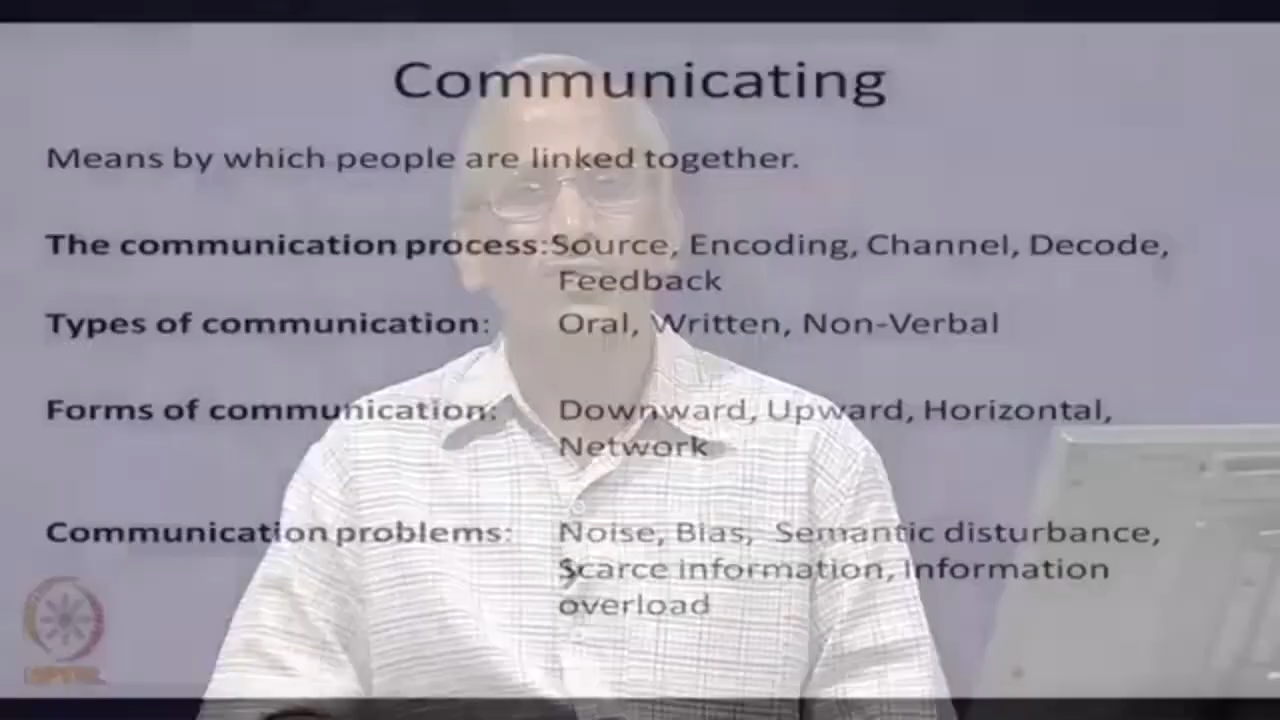 Communicating
Means by which people are linked together.
The communication process:Source, Encoding, Channel, Decode,
Feedback
Types of communication: Oral, Written, Non-Verbal
Forms of communication: Downward, Upward, Horizontal,
Network
Communication problems: Noise, Bias, Semantic disturbance,
Scarce information, Information
overload